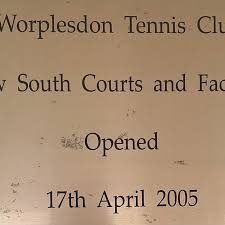 Worplesdon Tennis Clu
w South Courts and Fac
Opened
17th April 2005